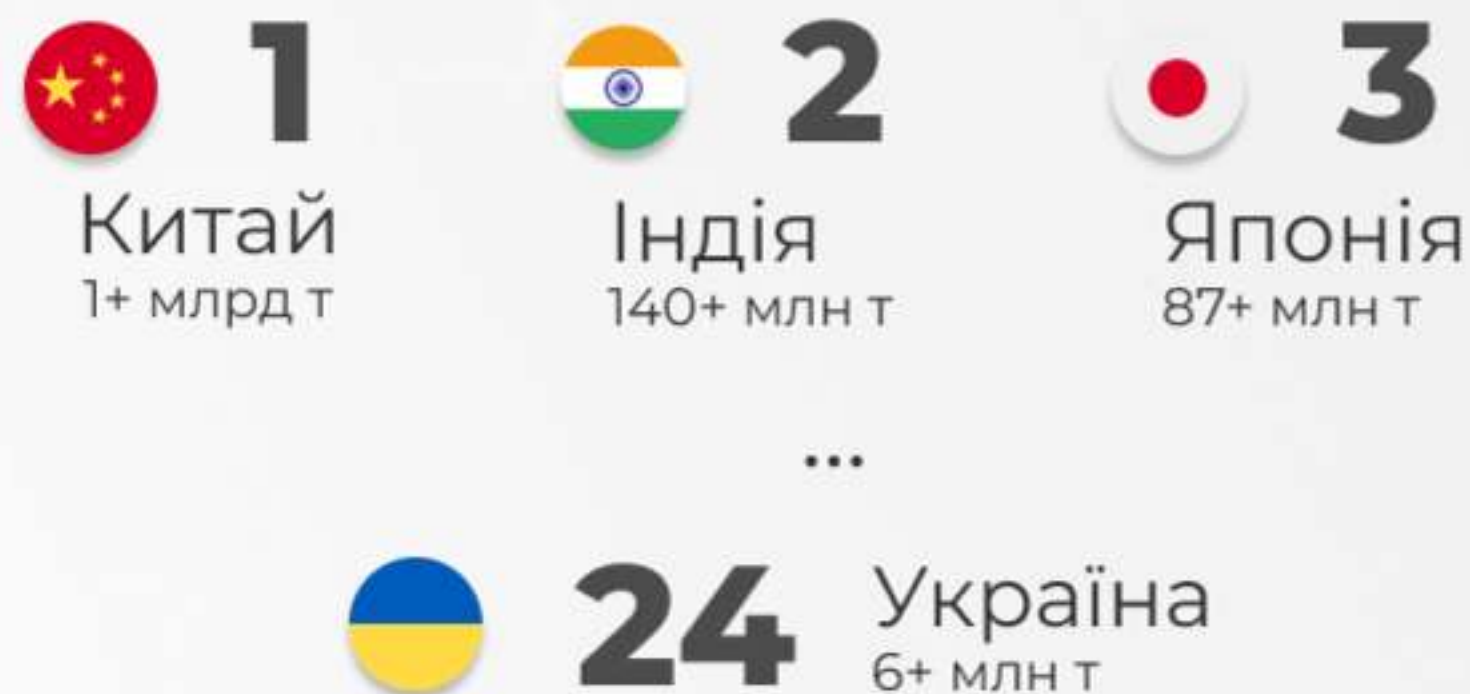 1
Китай
1+ млрд т
2
Індія
140+ млн т
3
Японія
87+ млн т
...
24
Україна
6+ млн т